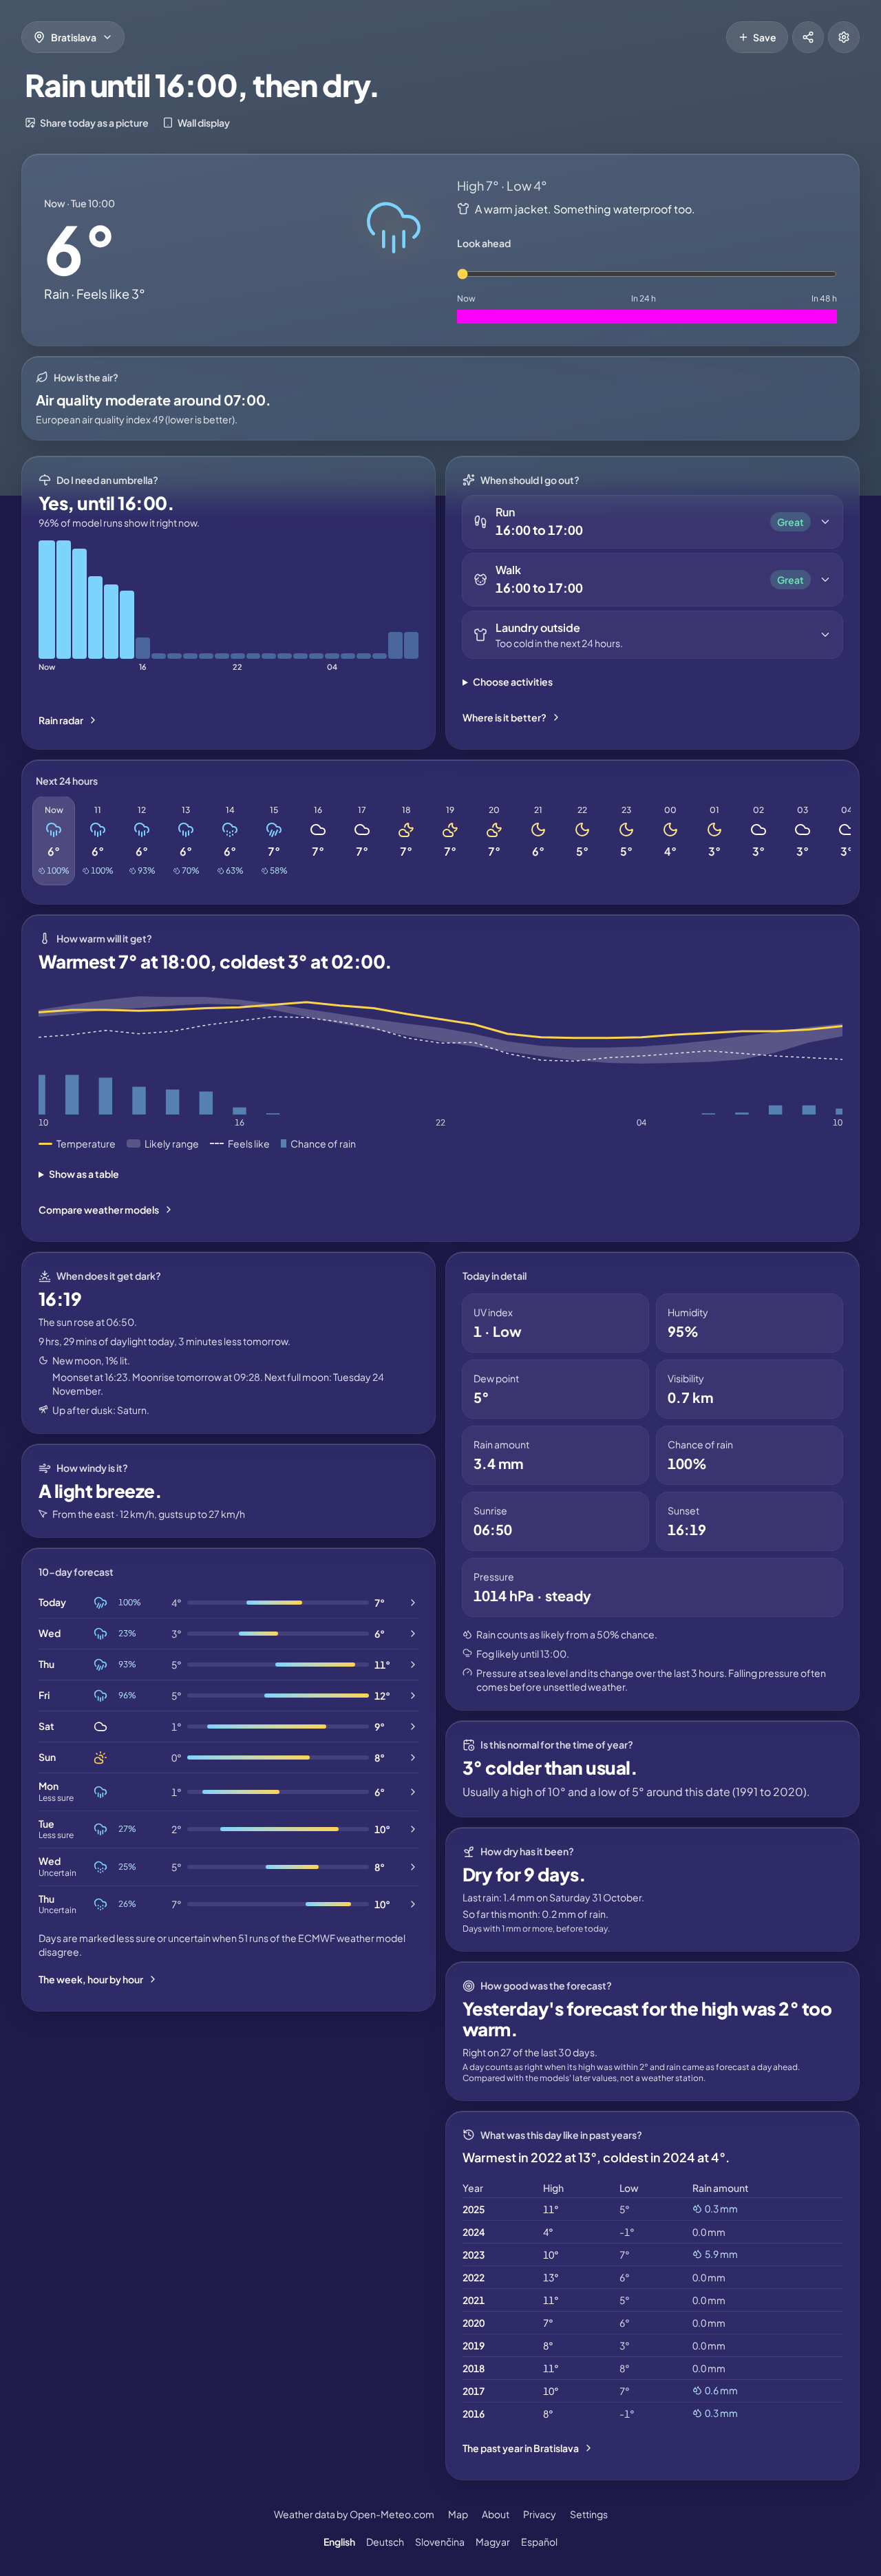 Bratislava
Save
Rain until 16:00, then dry.
Share today as a picture
Wall display
Now · Tue 10:00
6°
Rain · Feels like 3°
High 7° · Low 4°
A warm jacket. Something waterproof too.
Look ahead
Now
In 24 h
In 48 h
How is the air?
Air quality moderate around 07:00.
European air quality index 49 (lower is better).
Do I need an umbrella?
Yes, until 16:00.
96% of model runs show it right now.
Now 16 22 04
Rain radar
When should I go out?
Run
16:00 to 17:00
Great
Walk
16:00 to 17:00
Great
Laundry outside
Too cold in the next 24 hours.
Choose activities
Where is it better?
Next 24 hours
Now 11 12 13 14 15 16 17 18 19 20 21 22 23 00 01 02 03 04
6° 6° 6° 6° 6° 7° 7° 7° 7° 7° 7° 6° 5° 5° 4° 3° 3° 3° 3°
100% 100% 93% 70% 63% 58%
How warm will it get?
Warmest 7° at 18:00, coldest 3° at 02:00.
10 16 22 04 10
Temperature
Likely range
Feels like
Chance of rain
Show as a table
Compare weather models
When does it get dark?
16:19
The sun rose at 06:50.
9 hrs, 29 mins of daylight today, 3 minutes less tomorrow.
New moon, 1% lit.
Moonset at 16:23. Moonrise tomorrow at 09:28. Next full moon: Tuesday 24
November.
Up after dusk: Saturn.
How windy is it?
A light breeze.
From the east · 12 km/h, gusts up to 27 km/h
10-day forecast
Today 100% 4° 7°
Wed 23% 3° 6°
Thu 93% 5° 11°
Fri 96% 5° 12°
Sat 1° 9°
Sun 0° 8°
Mon 1° 6°
Less sure
Tue 27% 2° 10°
Less sure
Wed 25% 5° 8°
Uncertain
Thu 26% 7° 10°
Uncertain
Days are marked less sure or uncertain when 51 runs of the ECMWF weather model
disagree.
The week, hour by hour
Today in detail
UV index
1 · Low
Humidity
95%
Dew point
5°
Visibility
0.7 km
Rain amount
3.4 mm
Chance of rain
100%
Sunrise
06:50
Sunset
16:19
Pressure
1014 hPa · steady
Rain counts as likely from a 50% chance.
Fog likely until 13:00.
Pressure at sea level and its change over the last 3 hours. Falling pressure often
comes before unsettled weather.
Is this normal for the time of year?
3° colder than usual.
Usually a high of 10° and a low of 5° around this date (1991 to 2020).
How dry has it been?
Dry for 9 days.
Last rain: 1.4 mm on Saturday 31 October.
So far this month: 0.2 mm of rain.
Days with 1 mm or more, before today.
How good was the forecast?
Yesterday's forecast for the high was 2° too
warm.
Right on 27 of the last 30 days.
A day counts as right when its high was within 2° and rain came as forecast a day ahead.
Compared with the models' later values, not a weather station.
What was this day like in past years?
Warmest in 2022 at 13°, coldest in 2024 at 4°.
Year High Low Rain amount
2025 11° 5° 0.3 mm
2024 4° -1° 0.0 mm
2023 10° 7° 5.9 mm
2022 13° 6° 0.0 mm
2021 11° 5° 0.0 mm
2020 7° 6° 0.0 mm
2019 8° 3° 0.0 mm
2018 11° 8° 0.0 mm
2017 10° 7° 0.6 mm
2016 8° -1° 0.3 mm
The past year in Bratislava
Weather data by Open-Meteo.com Map About Privacy Settings
English Deutsch Slovenčina Magyar Español